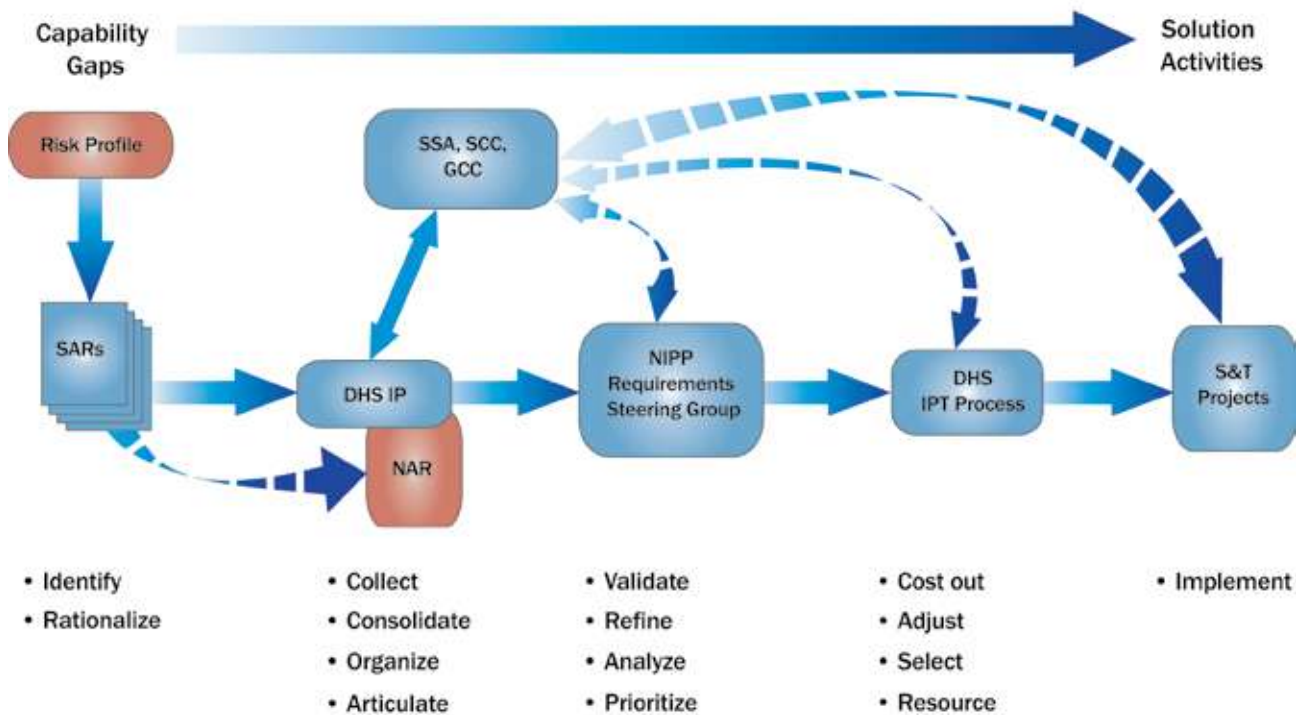 Capability
Gaps
Solution
Activities
Risk Profile
SSA, SCC,
GCC
SARs
DHS IP
NAR
NIPP
Requirements
Steering Group
DHS
IPT Process
S&T
Projects
• Identify
• Rationalize
• Collect
• Consolidate
• Organize
• Articulate
• Validate
• Refine
• Analyze
• Prioritize
• Cost out
• Adjust
• Select
• Resource
• Implement